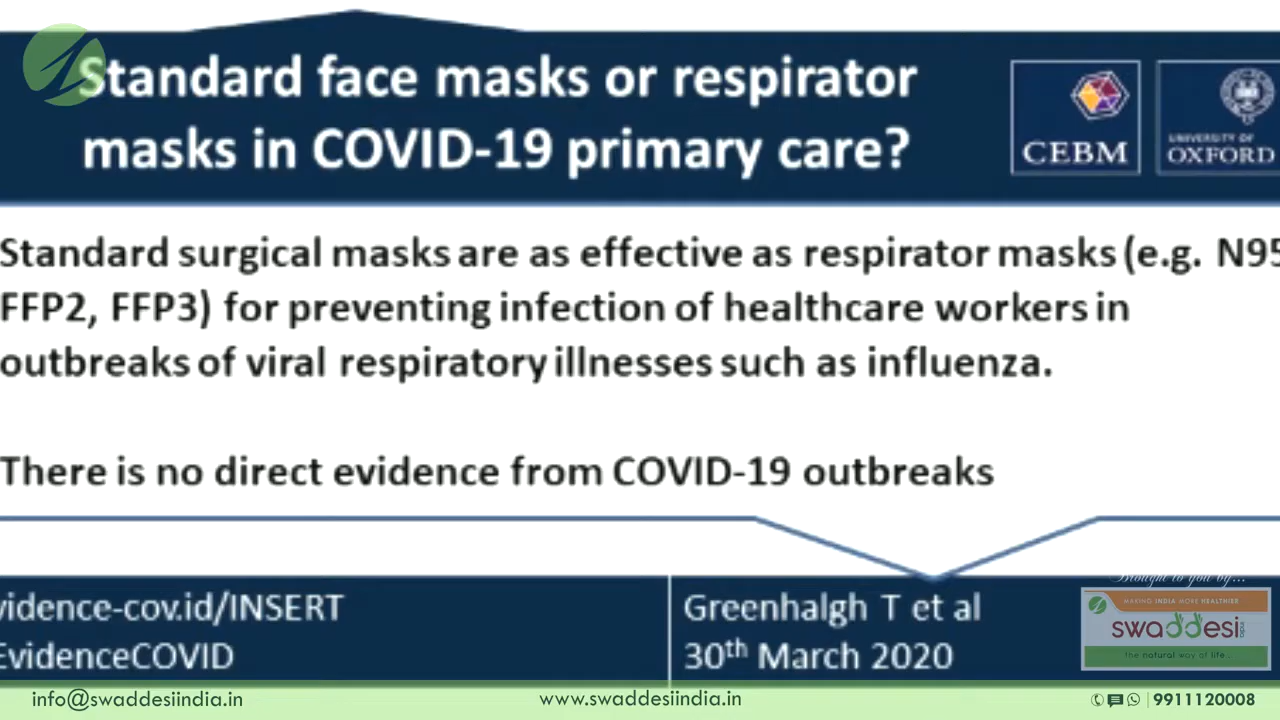 Standard face masks or respirator
masks in COVID-19 primary care?
CEBM
UNIVERSITY OF
OXFORD
Standard surgical masks are as effective as respirator masks (e.g. N95
FFP2, FFP3) for preventing infection of healthcare workers in
outbreaks of viral respiratory illnesses such as influenza.
There is no direct evidence from COVID-19 outbreaks
vidence-cov.id/INSERT
EvidenceCOVID
Greenhalgh T et al
30th March 2020
Brought to you by...
MAKING INDIA MORE HEALTHIER
swaddesi
the natural way of life
info@swaddesiindia.in
www.swaddesiindia.in
9911120008